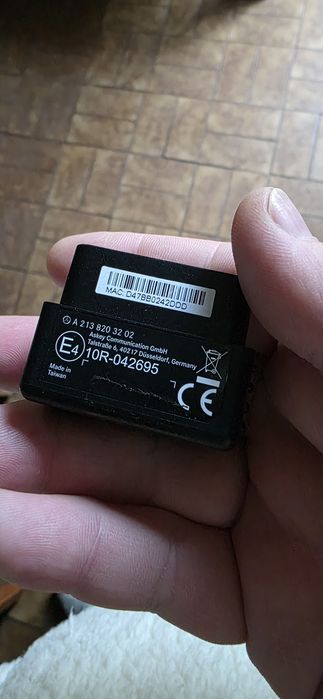 MAC: D47BB0242DDD
A 213 820 32 02
Askey Communication GmbH
Talstraße 6, 40217 Düsseldorf, Germany
E4 10R-042695
Made in
Taiwan
CE